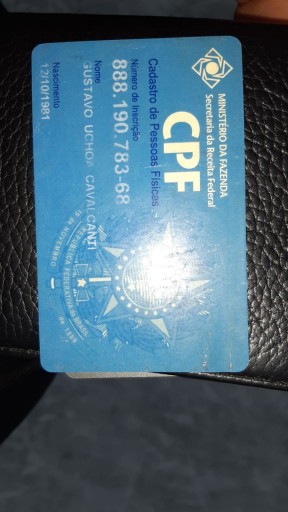 MINISTÉRIO DA FAZENDA
Secretaria da Receita Federal
CPF
Cadastro de Pessoas Físicas
Número de Inscrição
888.190.783-68
Nome
GUSTAVO UCHOA CAVALCANTI
Nascimento
12/10/1981